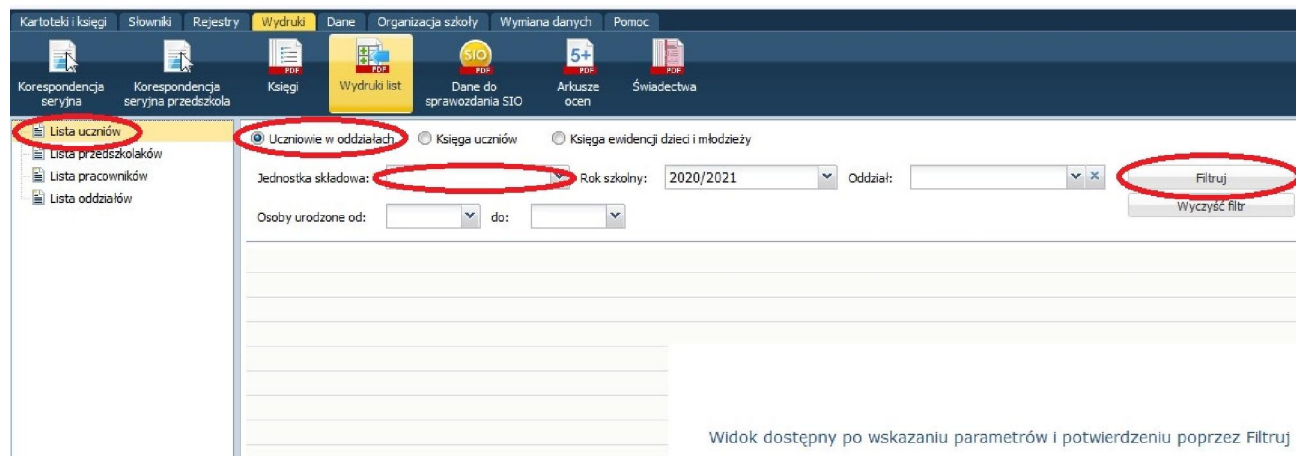 Kartoteki i księgi Słowniki Rejestry Wydruki Dane Organizacja szkoły Wymiana danych Pomoc
Korespondencja seryjna
Korespondencja seryjna przedszkola
PDF
Księgi
PDF
Wydruki list
SIO
PDF
Dane do sprawozdania SIO
5+
PDF
Arkusze ocen
PDF
Świadectwa
Lista uczniów
Lista przedszkolaków
Lista pracowników
Lista oddziałów
Uczniowie w oddziałach Księga uczniów Księga ewidencji dzieci i młodzieży
Jednostka składowa: Rok szkolny: 2020/2021 Oddział: Filtruj
Osoby urodzone od: do: Wyczyść filtr
Widok dostępny po wskazaniu parametrów i potwierdzeniu poprzez Filtruj